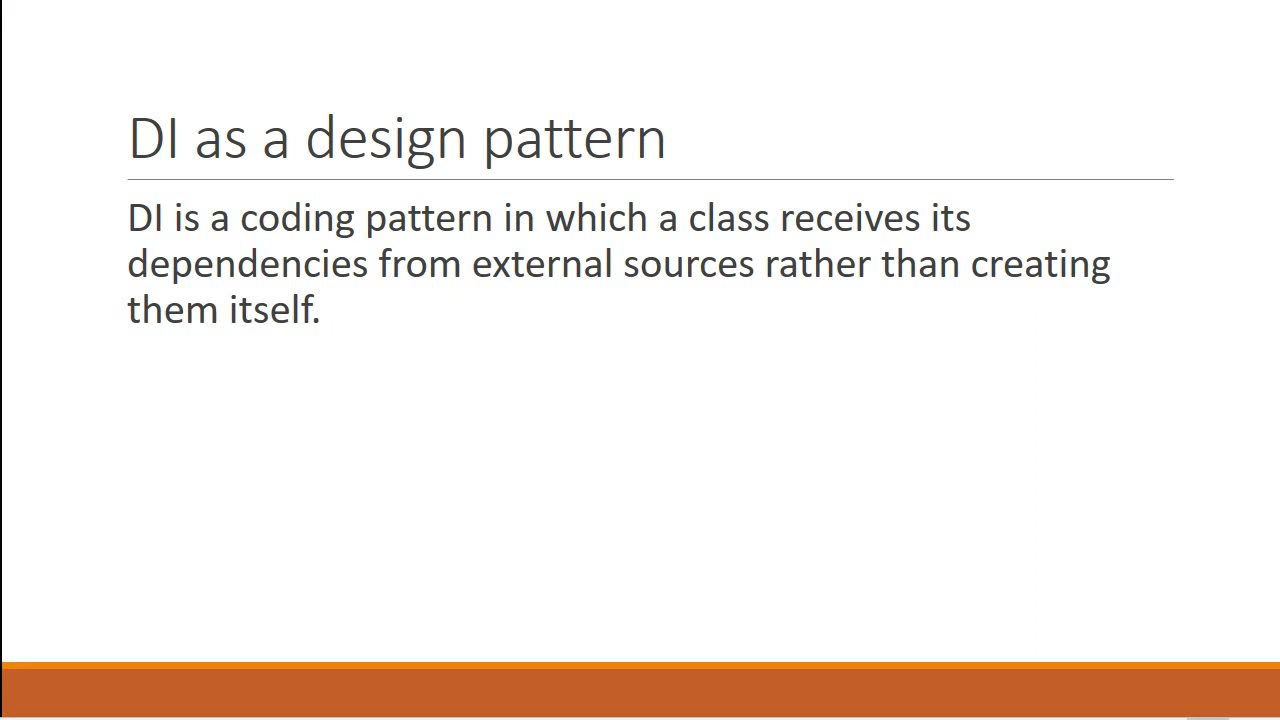 DI as a design pattern
DI is a coding pattern in which a class receives its
dependencies from external sources rather than creating
them itself.